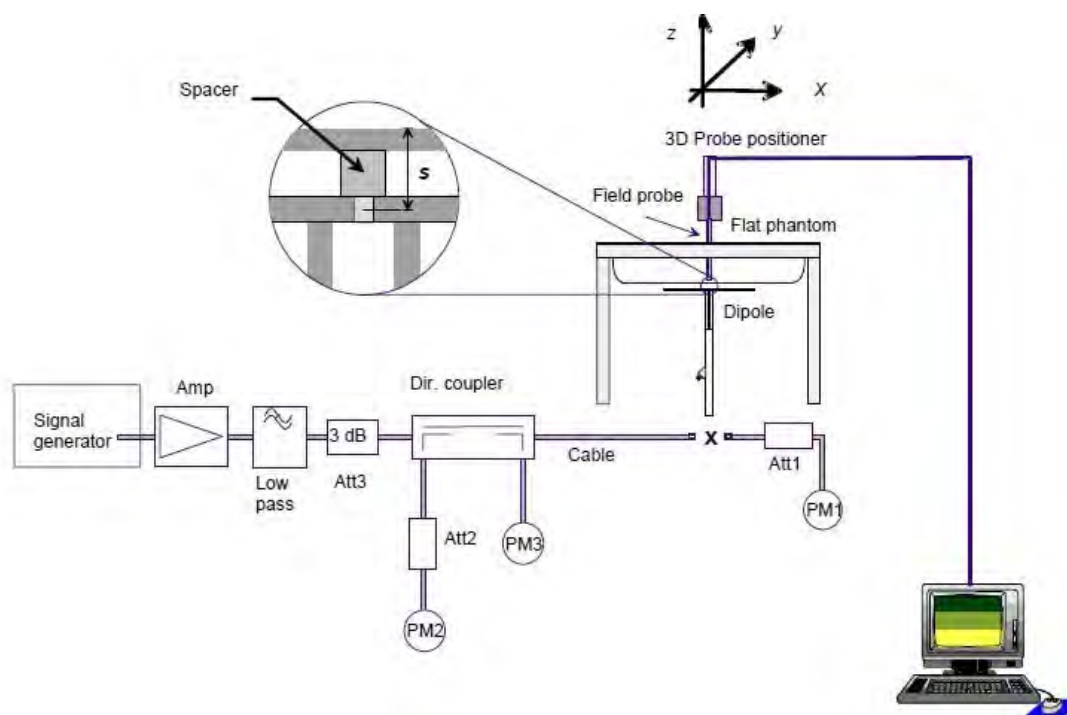 z
y
x
Spacer
s
3D Probe positioner
Field probe
Flat phantom
Dipole
Signal
generator
Amp
Low
pass
3 dB
Att3
Dir. coupler
Cable
x
Att1
PM1
Att2
PM3
PM2